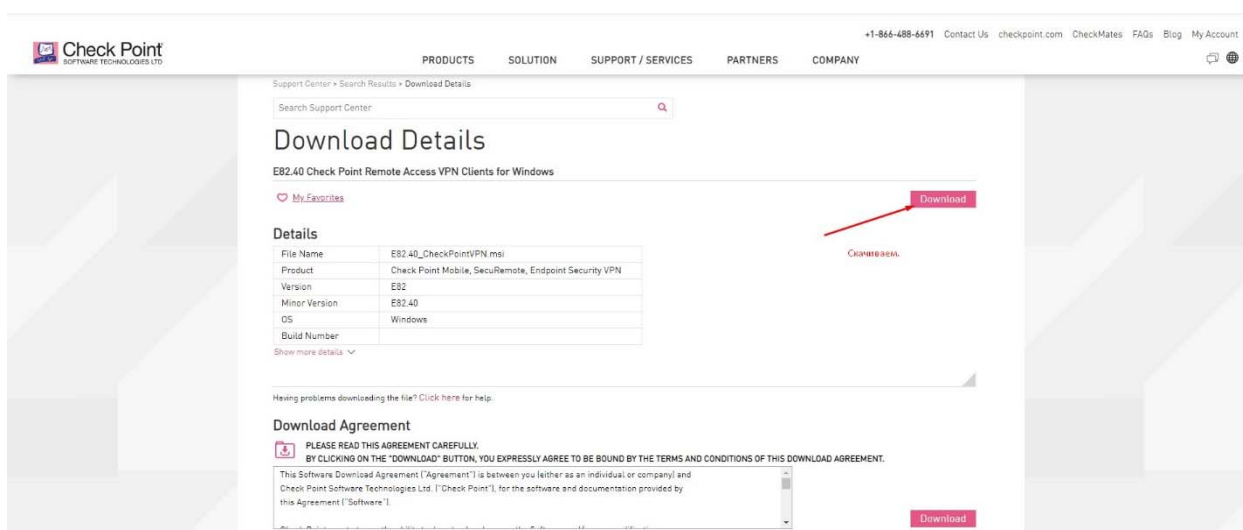 +1-866-488-6691 Contact Us checkpoint.com CheckMates FAQs Blog My Account
Check Point
SOFTWARE TECHNOLOGIES LTD
PRODUCTS SOLUTION SUPPORT / SERVICES PARTNERS COMPANY
Support Center > Search Results > Download Details
Search Support Center
Download Details
E82.40 Check Point Remote Access VPN Clients for Windows
My Favorites
Download
Details
Скачиваем.
File Name E82.40_CheckPointVPN.msi
Product Check Point Mobile, SecuRemote, Endpoint Security VPN
Version E82
Minor Version E82.40
OS Windows
Build Number
Show more details
Having problems downloading the file? Click here for help.
Download Agreement
PLEASE READ THIS AGREEMENT CAREFULLY.
BY CLICKING ON THE "DOWNLOAD" BUTTON, YOU EXPRESSLY AGREE TO BE BOUND BY THE TERMS AND CONDITIONS OF THIS DOWNLOAD AGREEMENT.
This Software Download Agreement ("Agreement") is between you (either as an individual or company) and
Check Point Software Technologies Ltd. ("Check Point"), for the software and documentation provided by
this Agreement ("Software").
Download